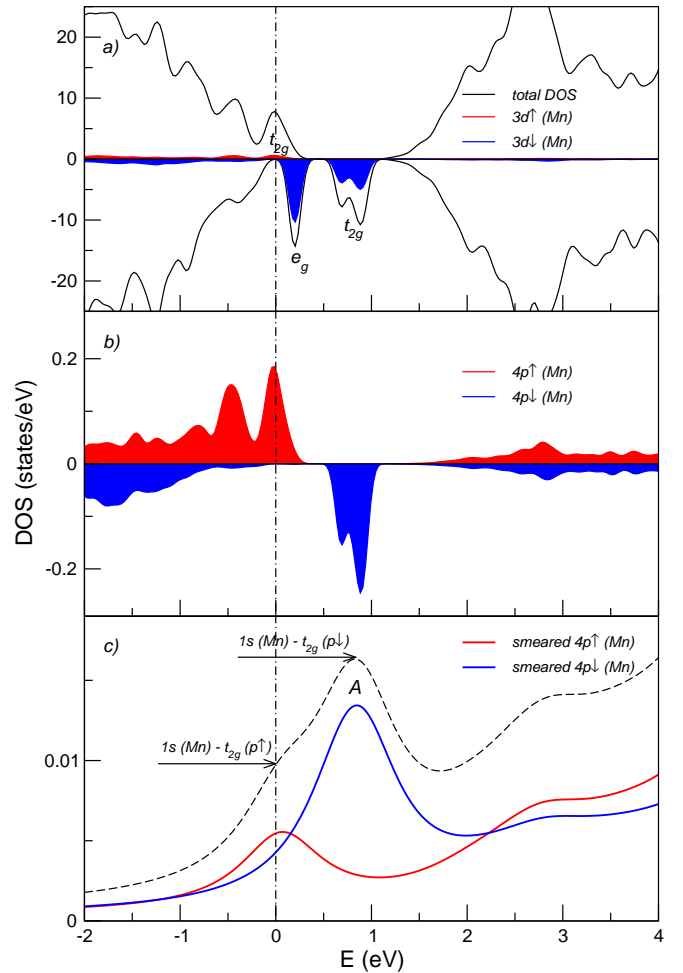 a)
20
10
0
-10
-20
total DOS
3d↑ (Mn)
3d↓ (Mn)
t2g
eg
t2g
b)
0.2
0
-0.2
4p↑ (Mn)
4p↓ (Mn)
DOS (states/eV)
c)
0.01
0
1s (Mn) - t2g (p↓)
A
1s (Mn) - t2g (p↑)
smeared 4p↑ (Mn)
smeared 4p↓ (Mn)
-2 -1 0 1 2 3 4
E (eV)